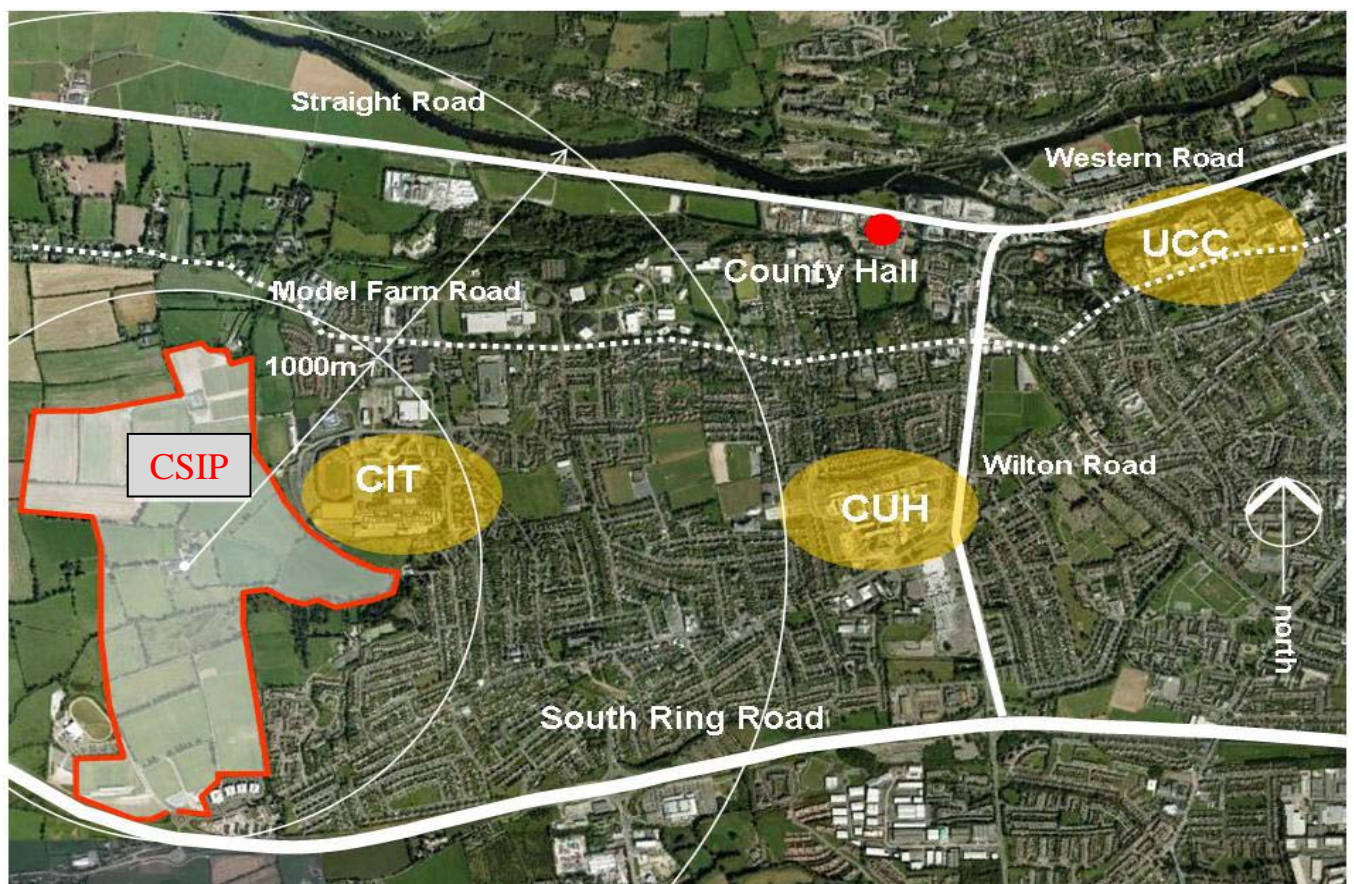 Straight Road
Western Road
UCC
County Hall
Model Farm Road
1000m
CSIP
CIT
Wilton Road
CUH
north
South Ring Road